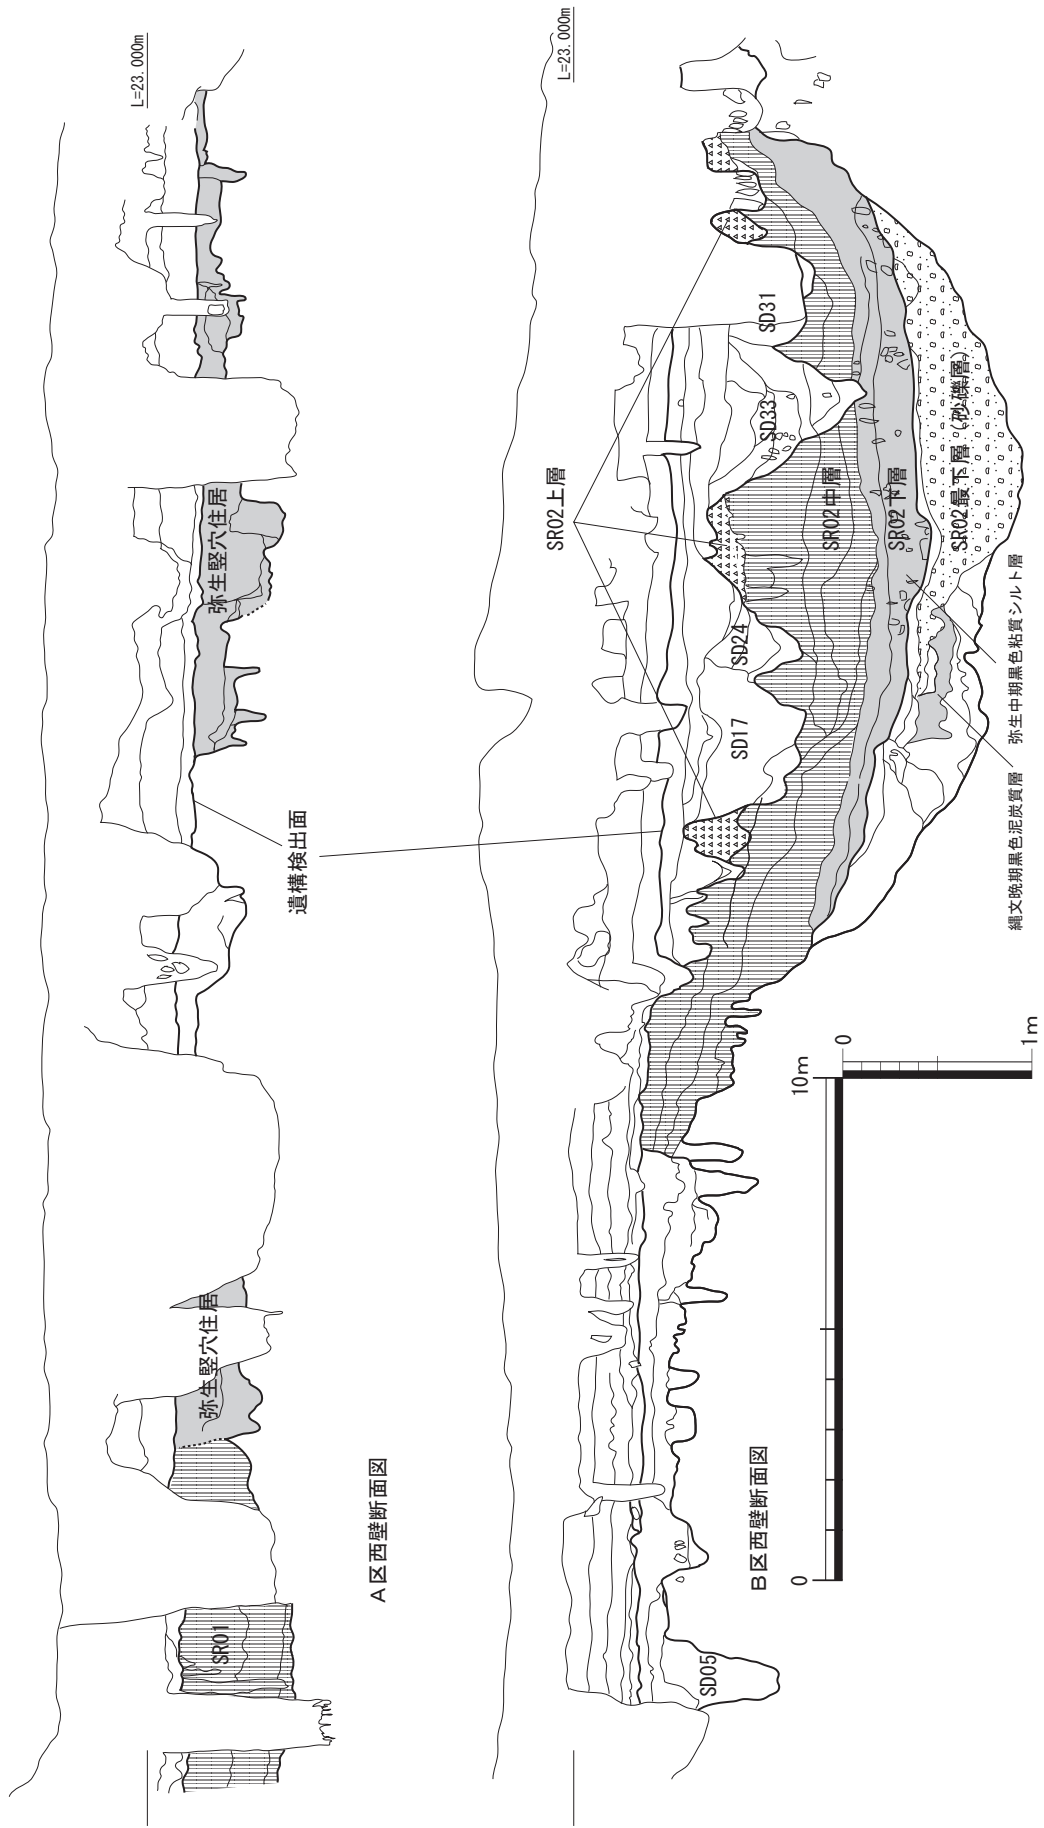 L=23.000m
弥生竪穴住居
遺構検出面
弥生竪穴住居
SR01
A区西壁断面図
L=23.000m
SR02上層
SD31
SD33
SD24
SD17
SR02中層
SR02下層
SR02最下層（砂礫層）
弥生中期黒色粘質シルト層
縄文晩期黒色泥炭質層
SD05
B区西壁断面図
0
10m
0
1m